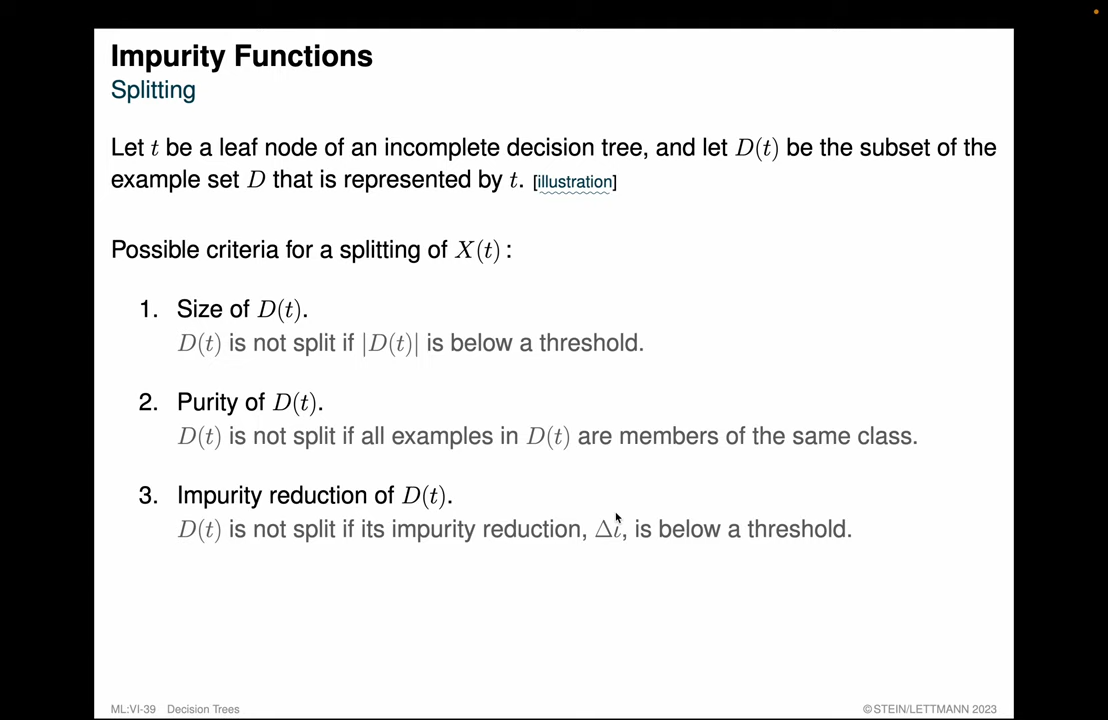 Impurity Functions
Splitting
Let t be a leaf node of an incomplete decision tree, and let D(t) be the subset of the
example set D that is represented by t. [illustration]
Possible criteria for a splitting of X(t) :
1. Size of D(t).
D(t) is not split if |D(t)| is below a threshold.
2. Purity of D(t).
D(t) is not split if all examples in D(t) are members of the same class.
3. Impurity reduction of D(t).
D(t) is not split if its impurity reduction, Δι, is below a threshold.
ML:VI-39 Decision Trees ©STEIN/LETTMANN 2023